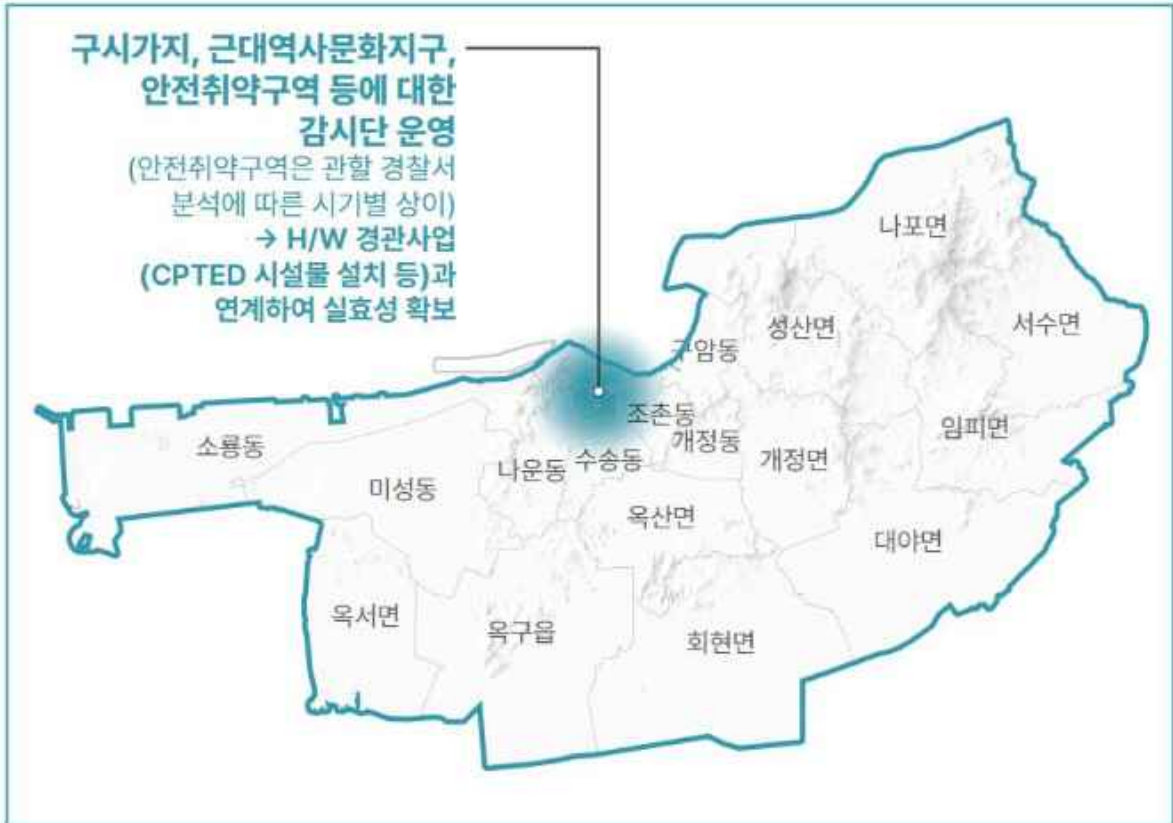 구시가지, 근대역사문화지구,
안전취약구역 등에 대한
감시단 운영
(안전취약구역은 관할 경찰서
분석에 따른 시기별 상이)
→ H/W 경관사업
(CPTED 시설물 설치 등)과
연계하여 실효성 확보
나포면
성산면
서수면
구암동
조촌동
개정동
임피면
소룡동
나운동
수송동
개정면
미성동
옥산면
대야면
옥서면
옥구읍
회현면